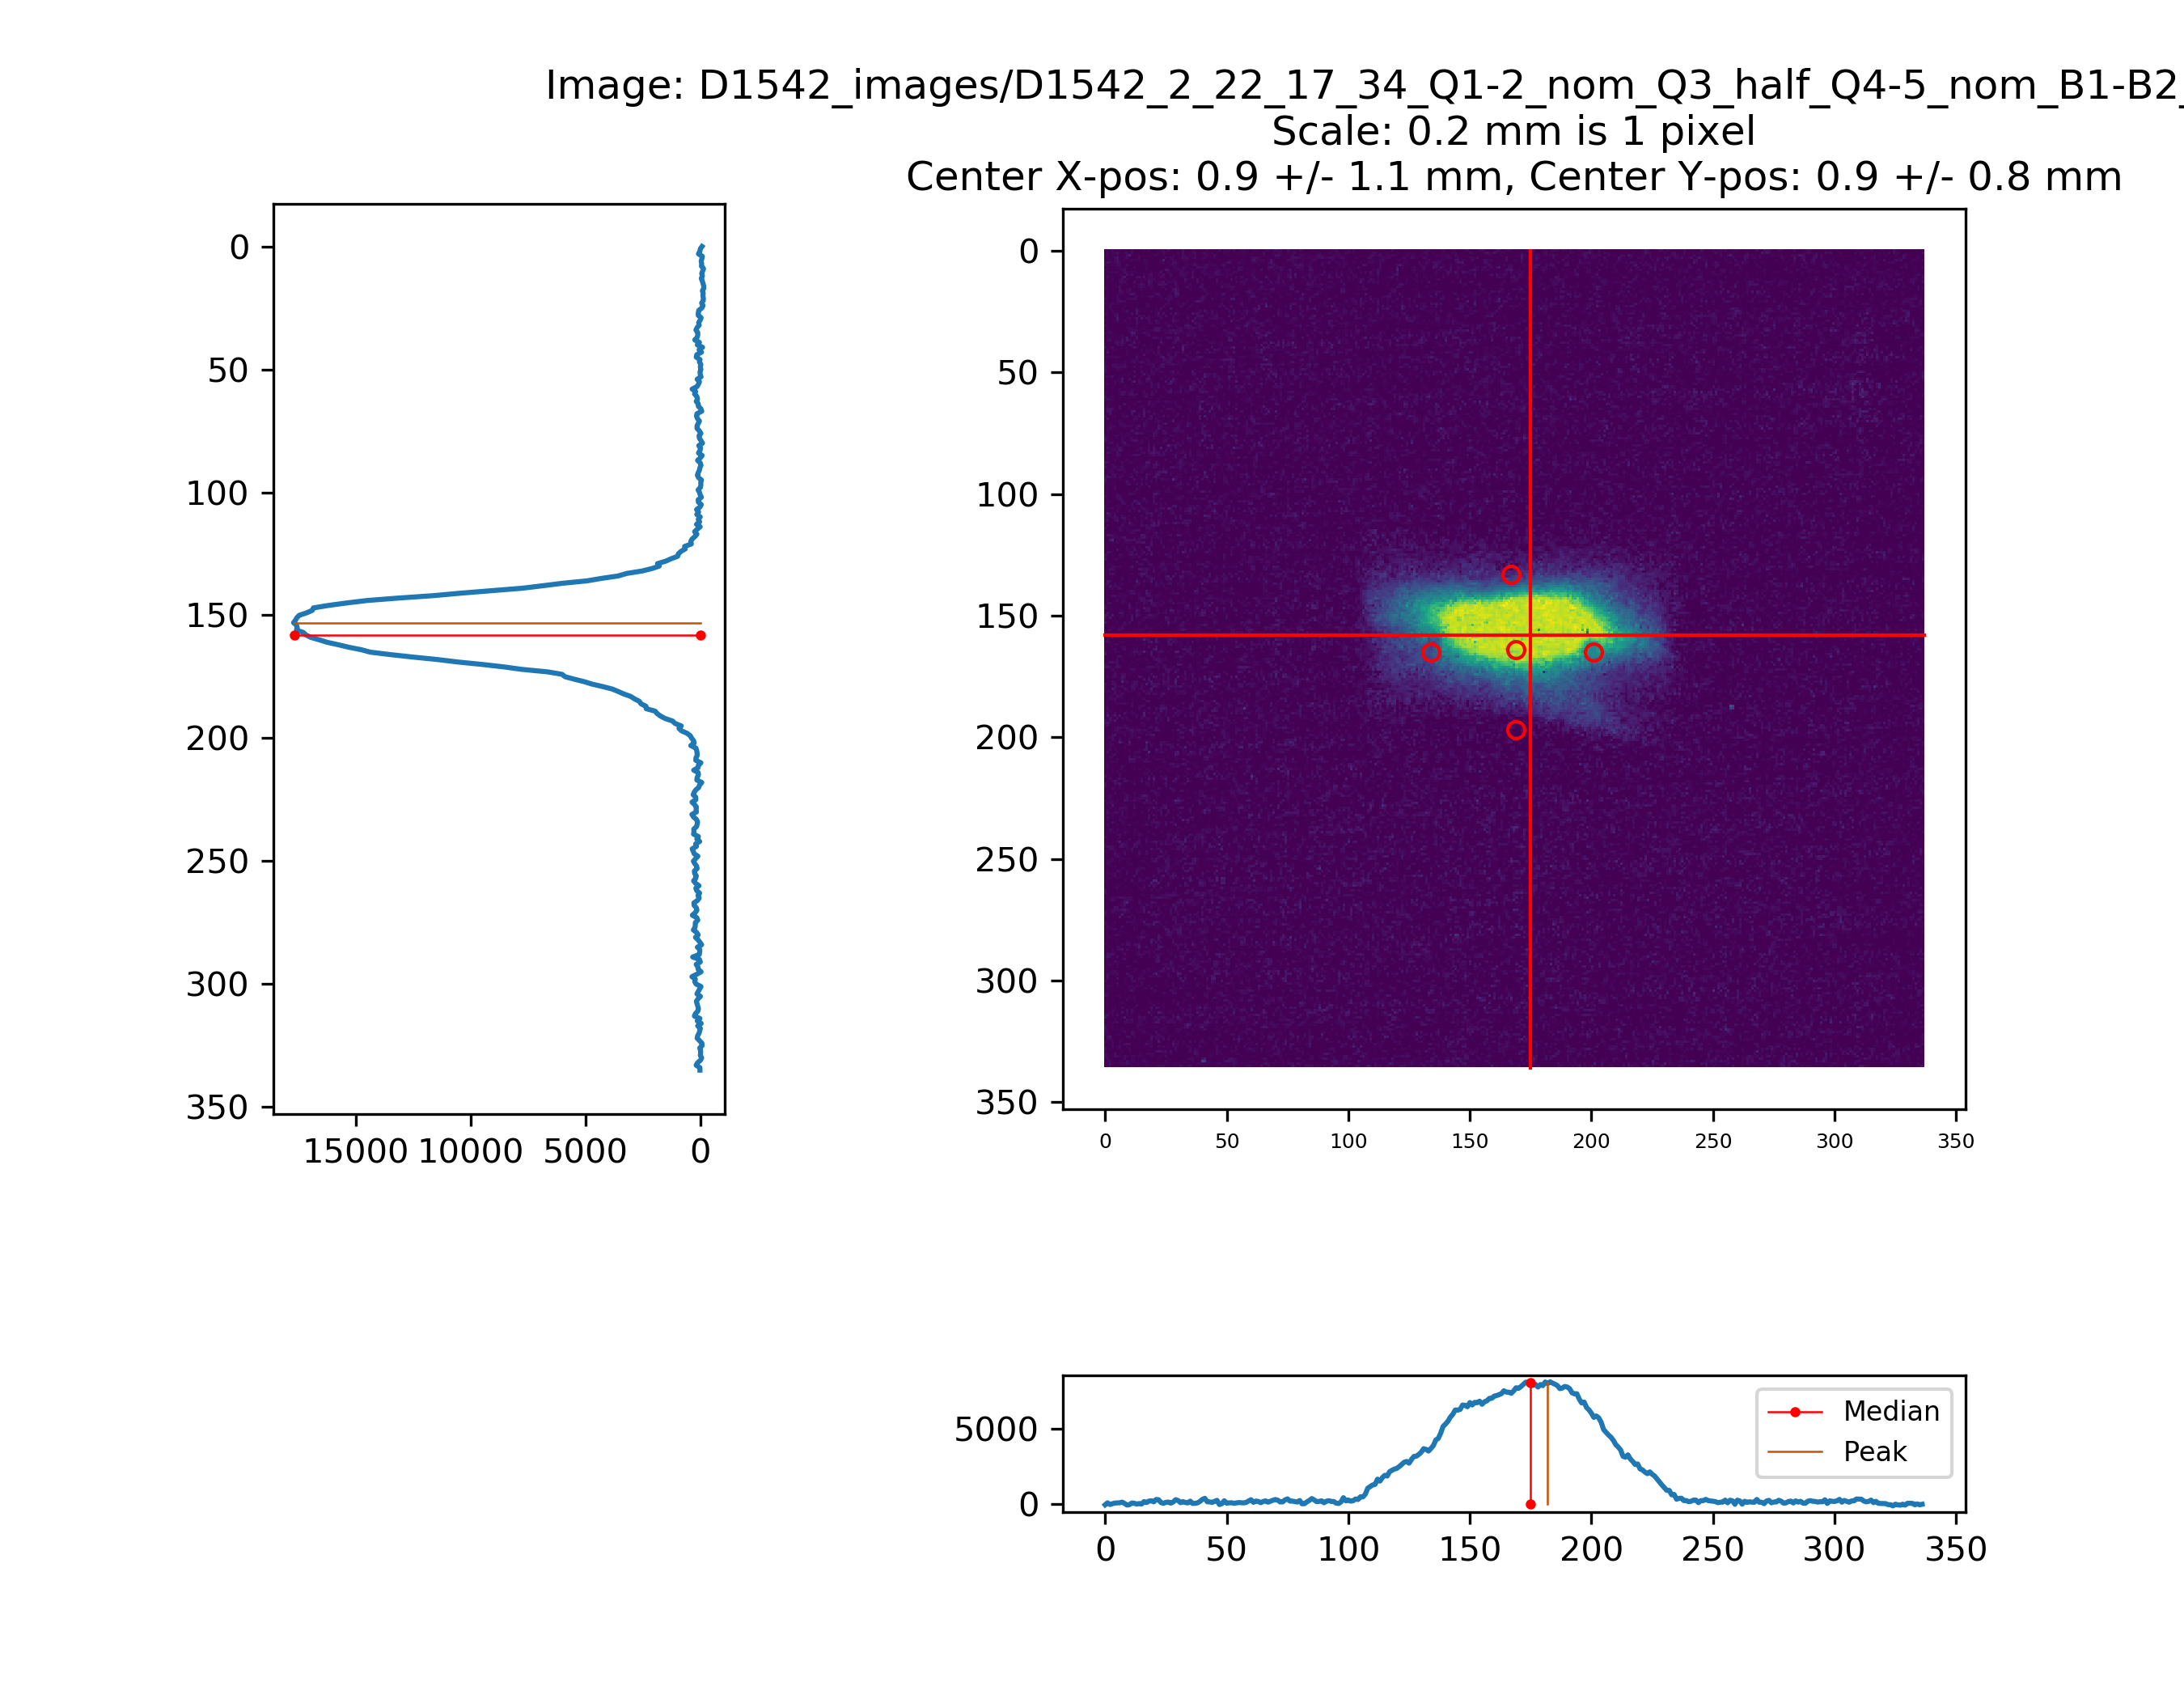 Image: D1542_images/D1542_2_22_17_34_Q1-2_nom_Q3_half_Q4-5_nom_B1-B2_
Scale: 0.2 mm is 1 pixel
Center X-pos: 0.9 +/- 1.1 mm, Center Y-pos: 0.9 +/- 0.8 mm
0
50
100
150
200
250
300
350
15000 10000 5000 0
0
50
100
150
200
250
300
350
0 50 100 150 200 250 300 350
5000
0
Median
Peak
0 50 100 150 200 250 300 350